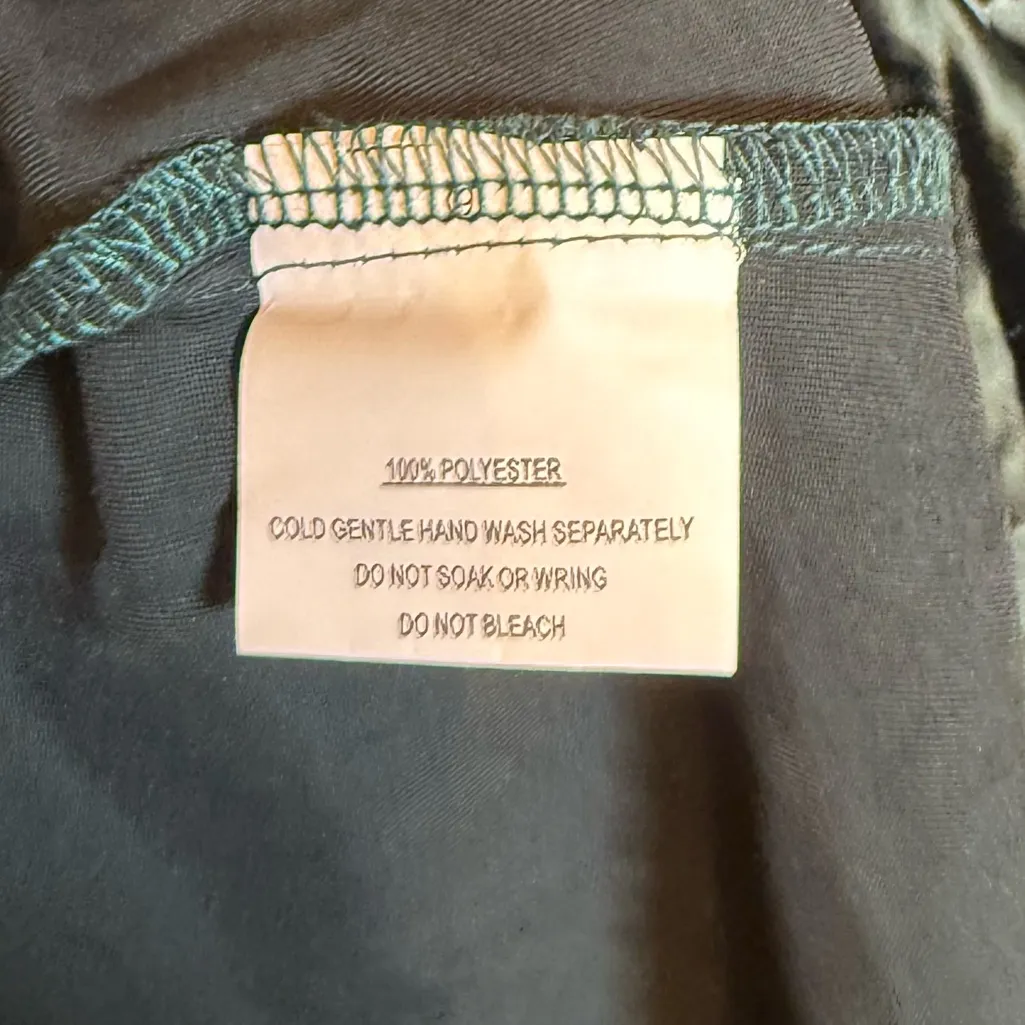 100% POLYESTER
COLD GENTLE HAND WASH SEPARATELY
DO NOT SOAK OR WRING
DO NOT BLEACH